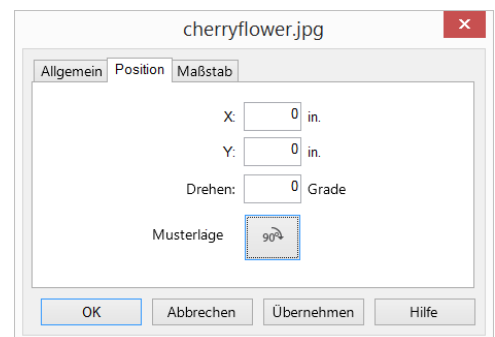 cherryflower.jpg
Allgemein Position Maßstab
X: 0 in.
Y: 0 in.
Drehen: 0 Grade
Musterlage 90
OK Abbrechen Übernehmen Hilfe